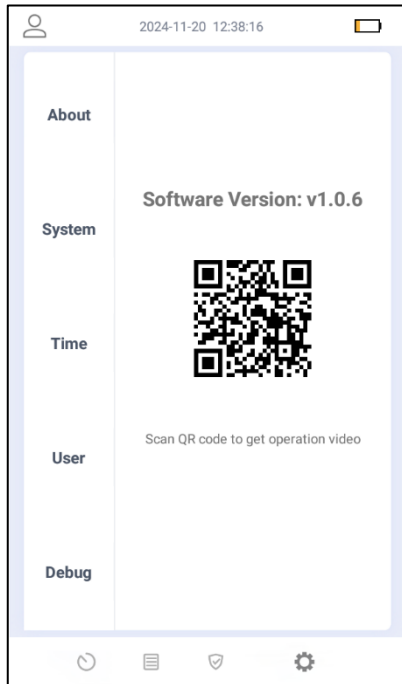 2024-11-20 12:38:16
About
System
Time
User
Debug
Software Version: v1.0.6
Scan QR code to get operation video